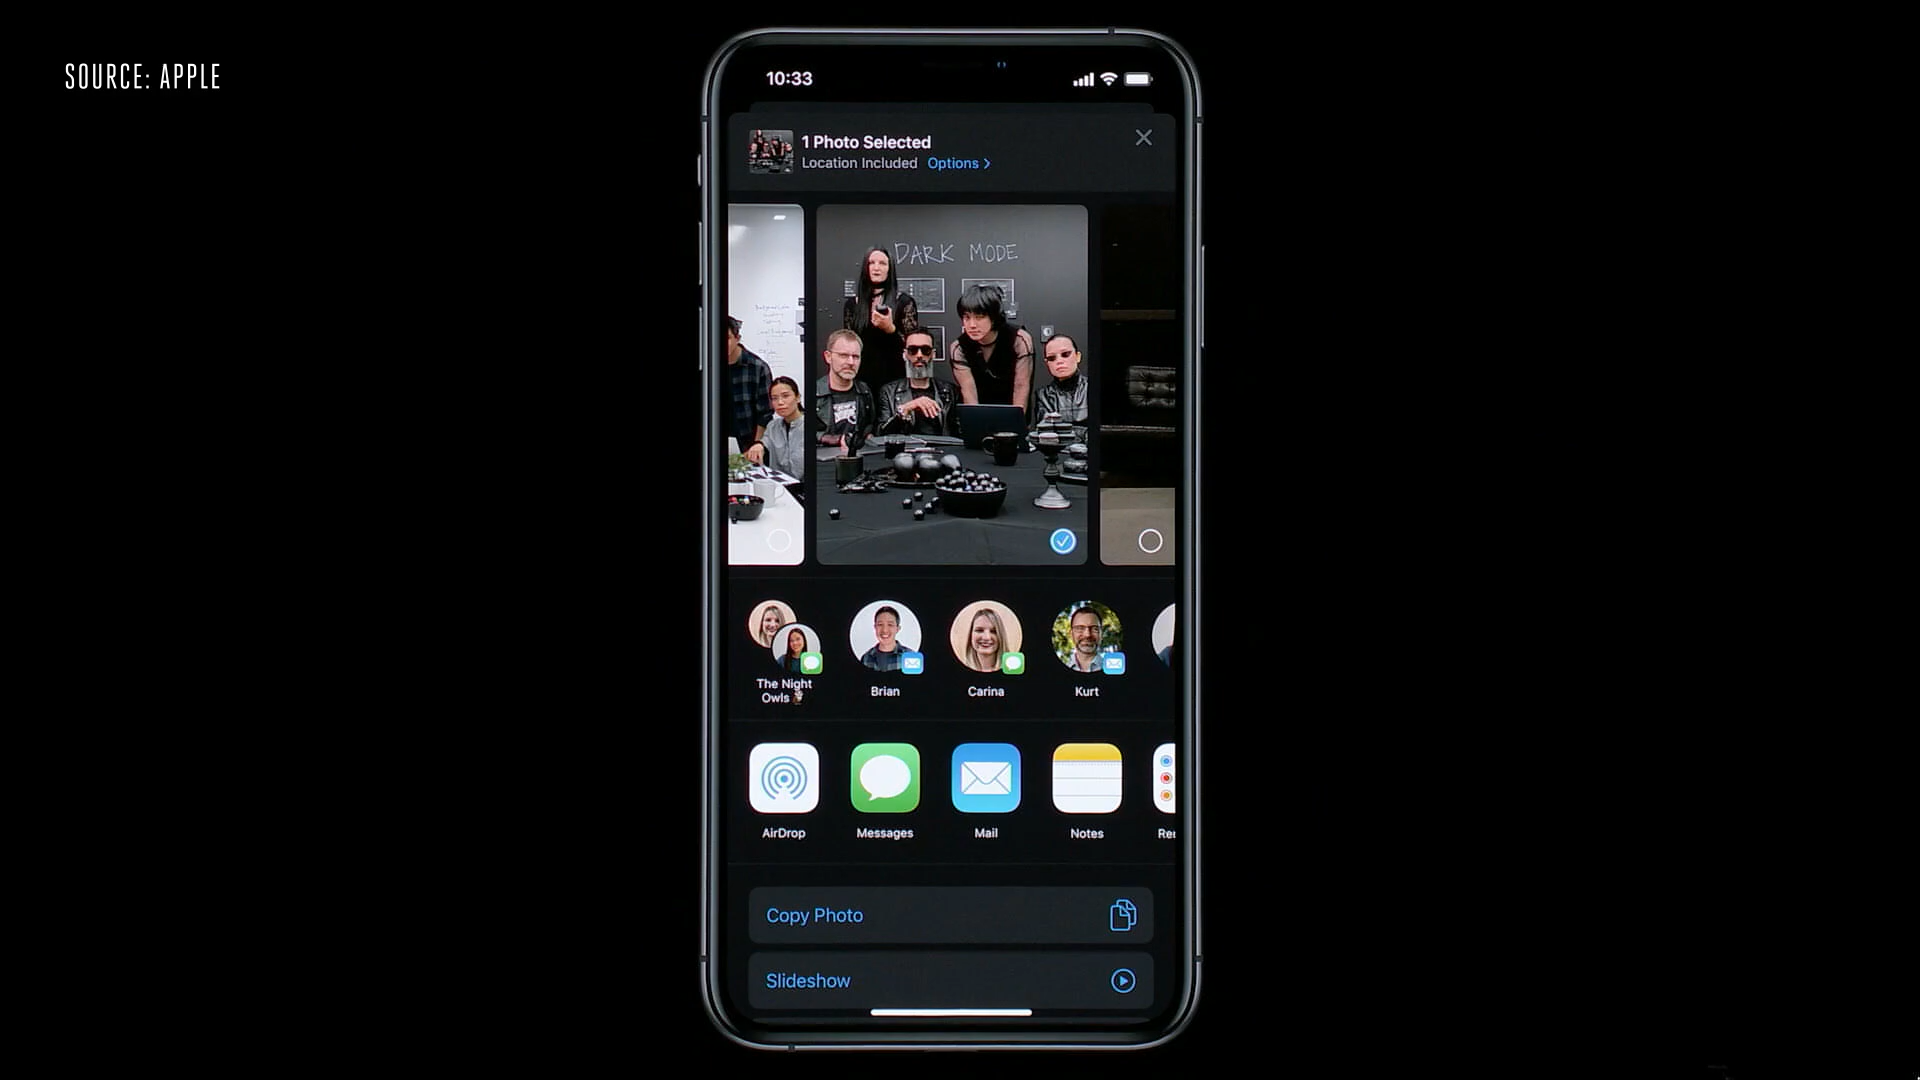 SOURCE: APPLE
10:33
1 Photo Selected
Location Included Options >
DARK MODE
The Night
Owls
Brian
Carina
Kurt
AirDrop
Messages
Mail
Notes
Copy Photo
Slideshow